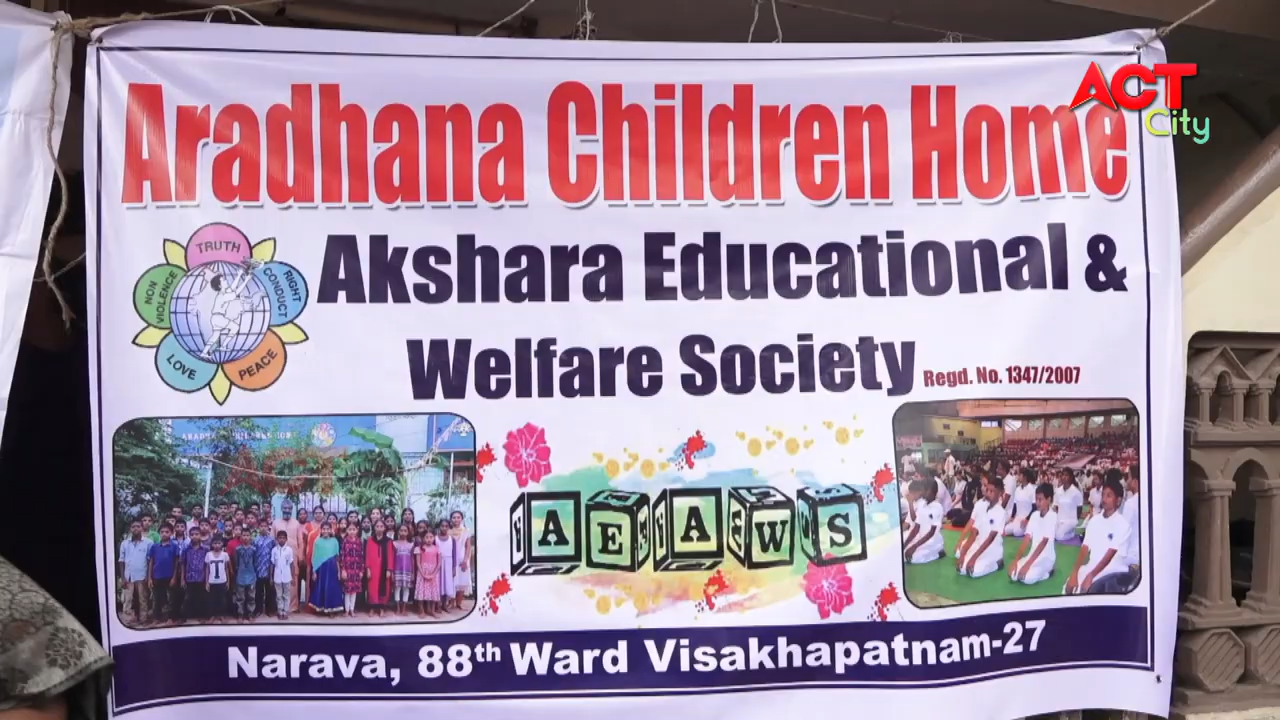 ACT
City
Aradhana Children Home
Akshara Educational &
Welfare Society Regd. No. 1347/2007
TRUTH
NON VIOLENCE
RIGHT CONDUCT
LOVE
PEACE
AEAWS
Narava, 88th Ward Visakhapatnam-27